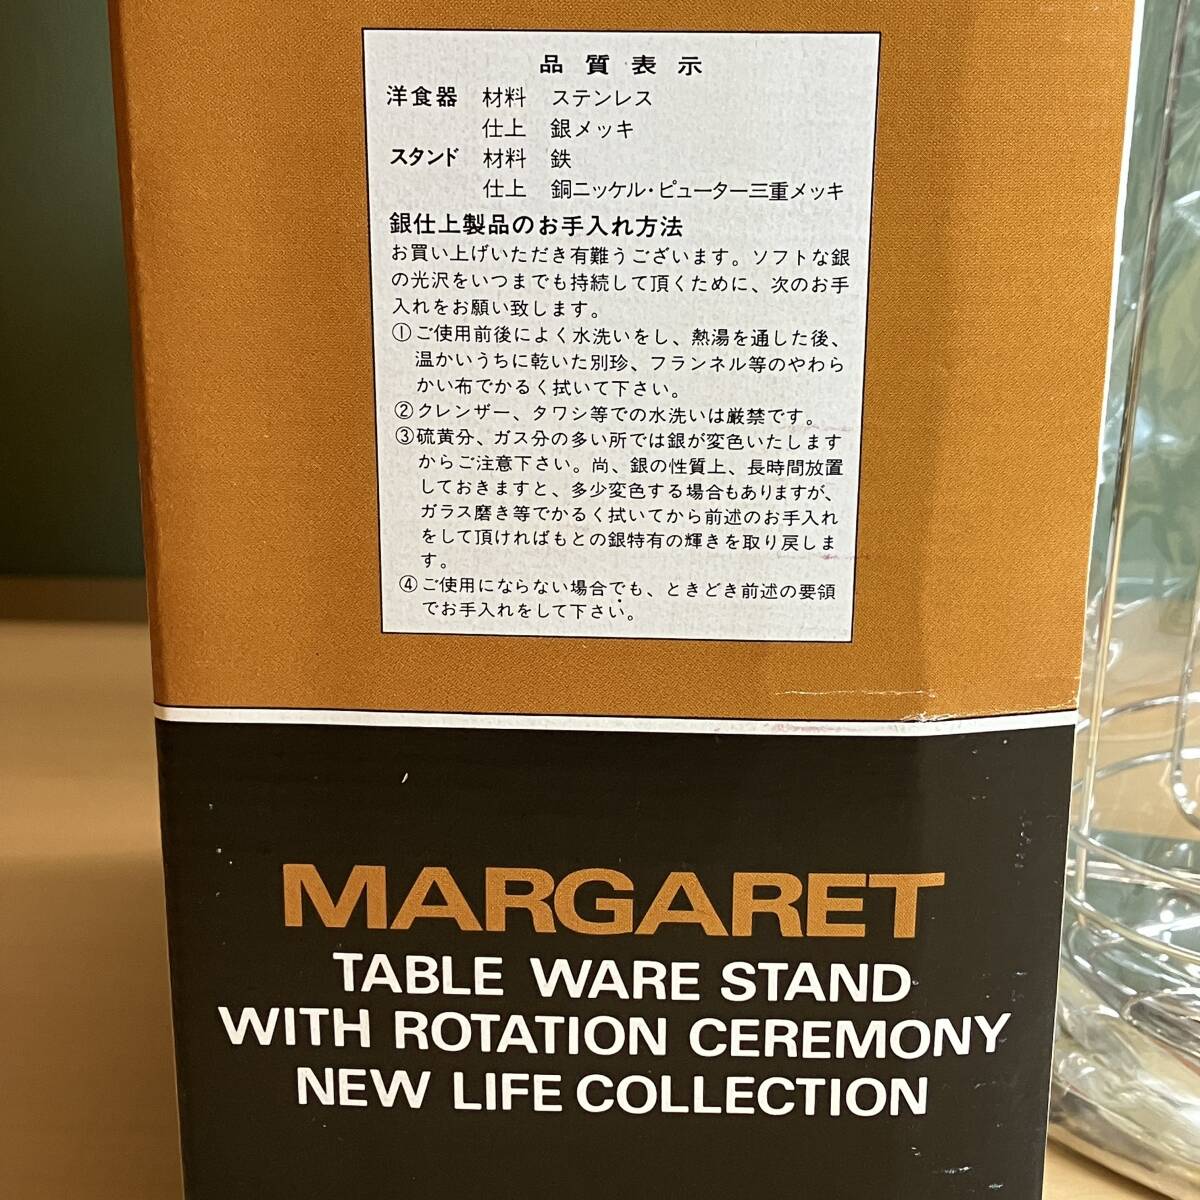 品質表示
洋食器 材料 ステンレス
仕上 銀メッキ
スタンド 材料 鉄
仕上 銅ニッケル・ピューター三重メッキ
銀仕上製品のお手入れ方法
お買い上げいただき有難うございます。ソフトな銀
の光沢をいつまでも持続して頂くために、次のお手
入れをお願い致します。
①ご使用前後によく水洗いをし、熱湯を通した後、
温かいうちに乾いた別珍、フランネル等のやわら
かい布でかるく拭いて下さい。
②クレンザー、タワシ等での水洗いは厳禁です。
③硫黄分、ガス分の多い所では銀が変色いたします
からご注意下さい。尚、銀の性質上、長時間放置
しておきますと、多少変色する場合もありますが、
ガラス磨き等でかるく拭いてから前述のお手入れ
をして頂ければもとの銀特有の輝きを取り戻しま
す。
④ご使用にならない場合でも、ときどき前述の要領
でお手入れをして下さい。
MARGARET
TABLE WARE STAND
WITH ROTATION CEREMONY
NEW LIFE COLLECTION